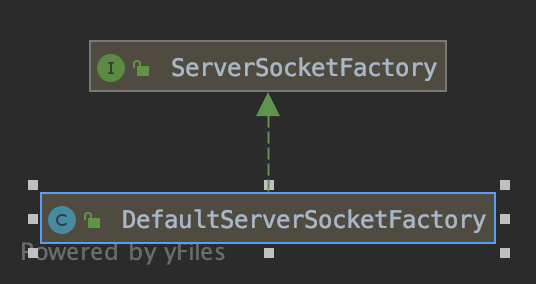 I ServerSocketFactory
C DefaultServerSocketFactory
Powered by yFiles